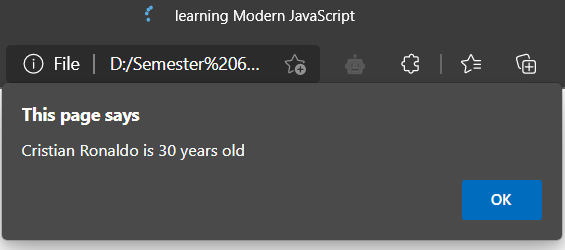 learning Modern JavaScript
File | D:/Semester%206...
This page says
Cristian Ronaldo is 30 years old
OK